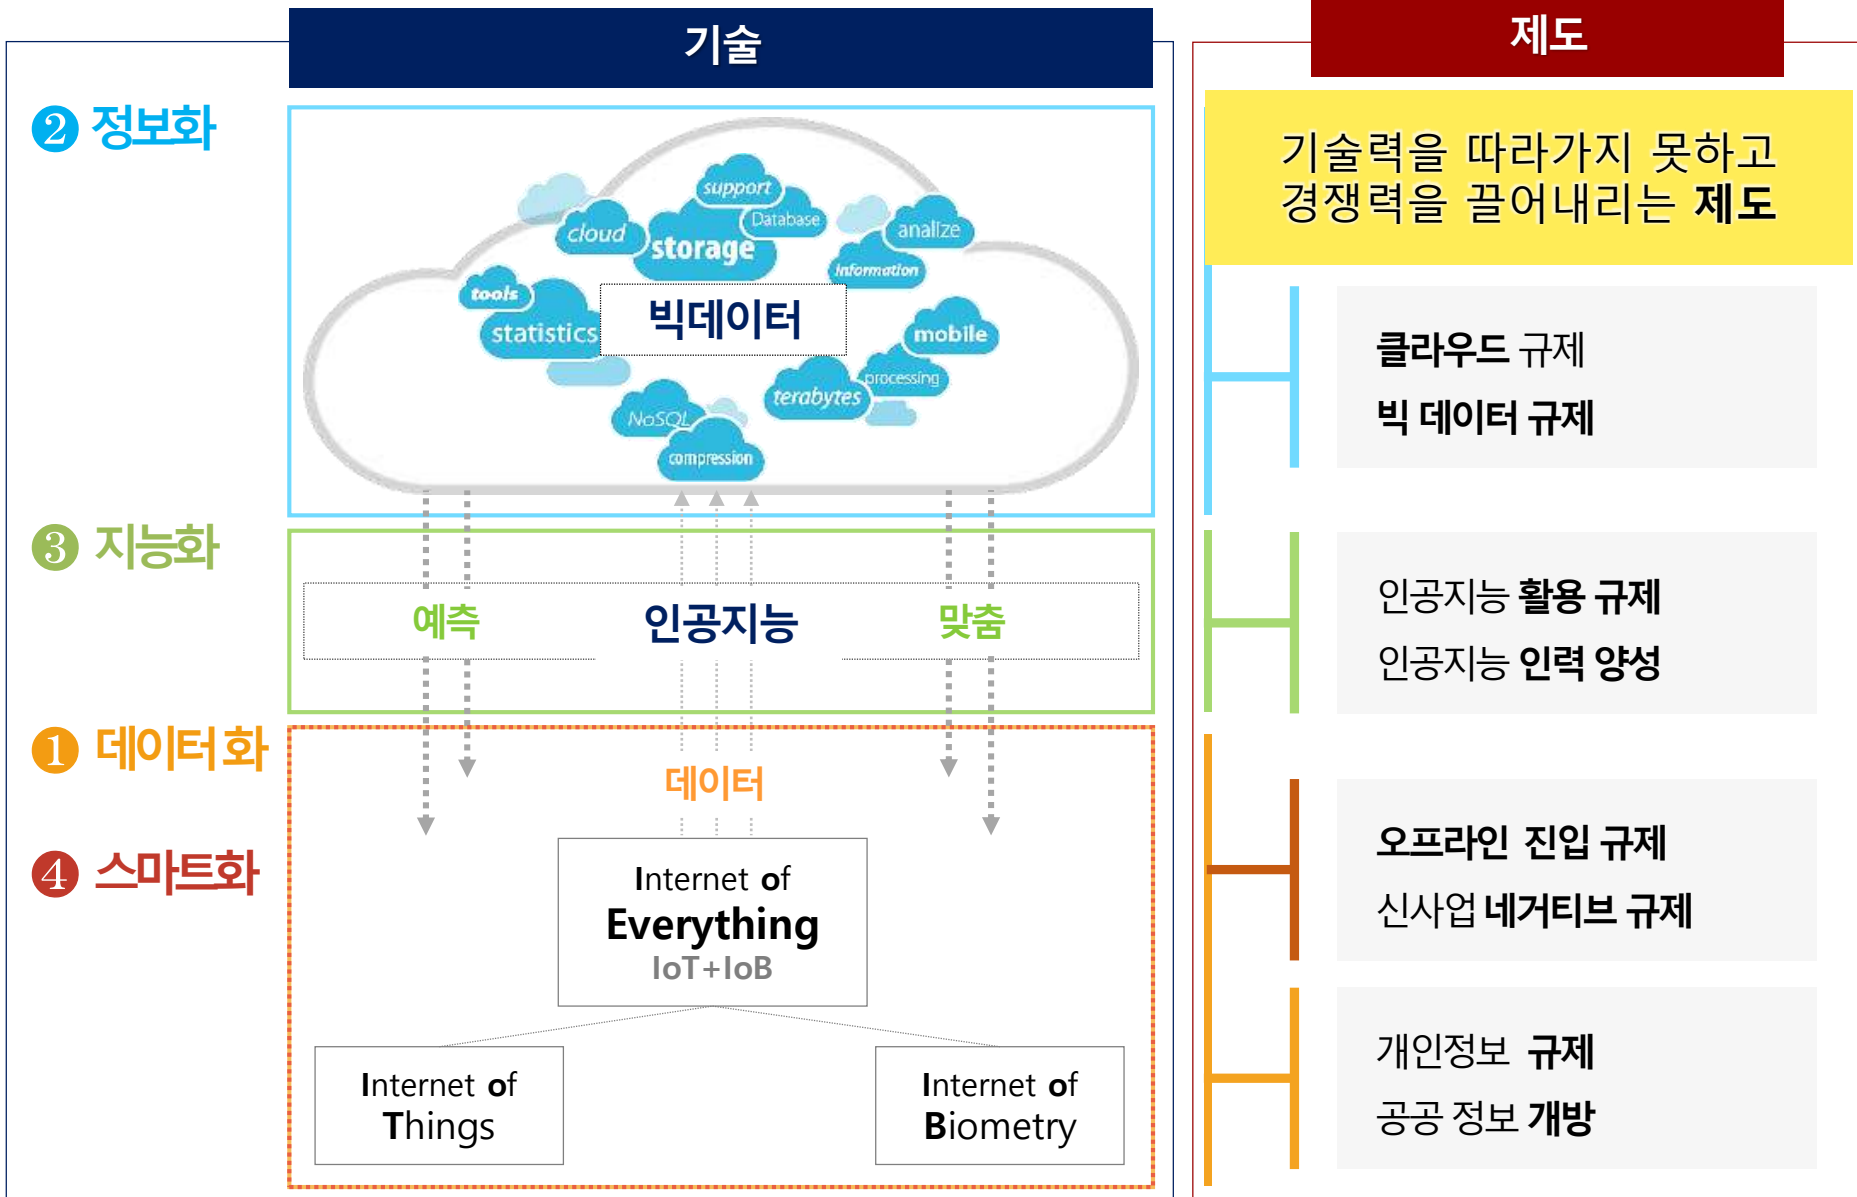 기술
제도
❷ 정보화
support
Database
cloud
storage
analize
information
tools
statistics
빅데이터
mobile
processing
terabytes
NoSQL
compression
❸ 지능화
예측
인공지능
맞춤
❶ 데이터화
데이터
❹ 스마트화
Internet of
Everything
IoT+IoB
Internet of
Things
Internet of
Biometry
기술력을 따라가지 못하고
경쟁력을 끌어내리는 제도
클라우드 규제
빅 데이터 규제
인공지능 활용 규제
인공지능 인력 양성
오프라인 진입 규제
신사업 네거티브 규제
개인정보 규제
공공 정보 개방